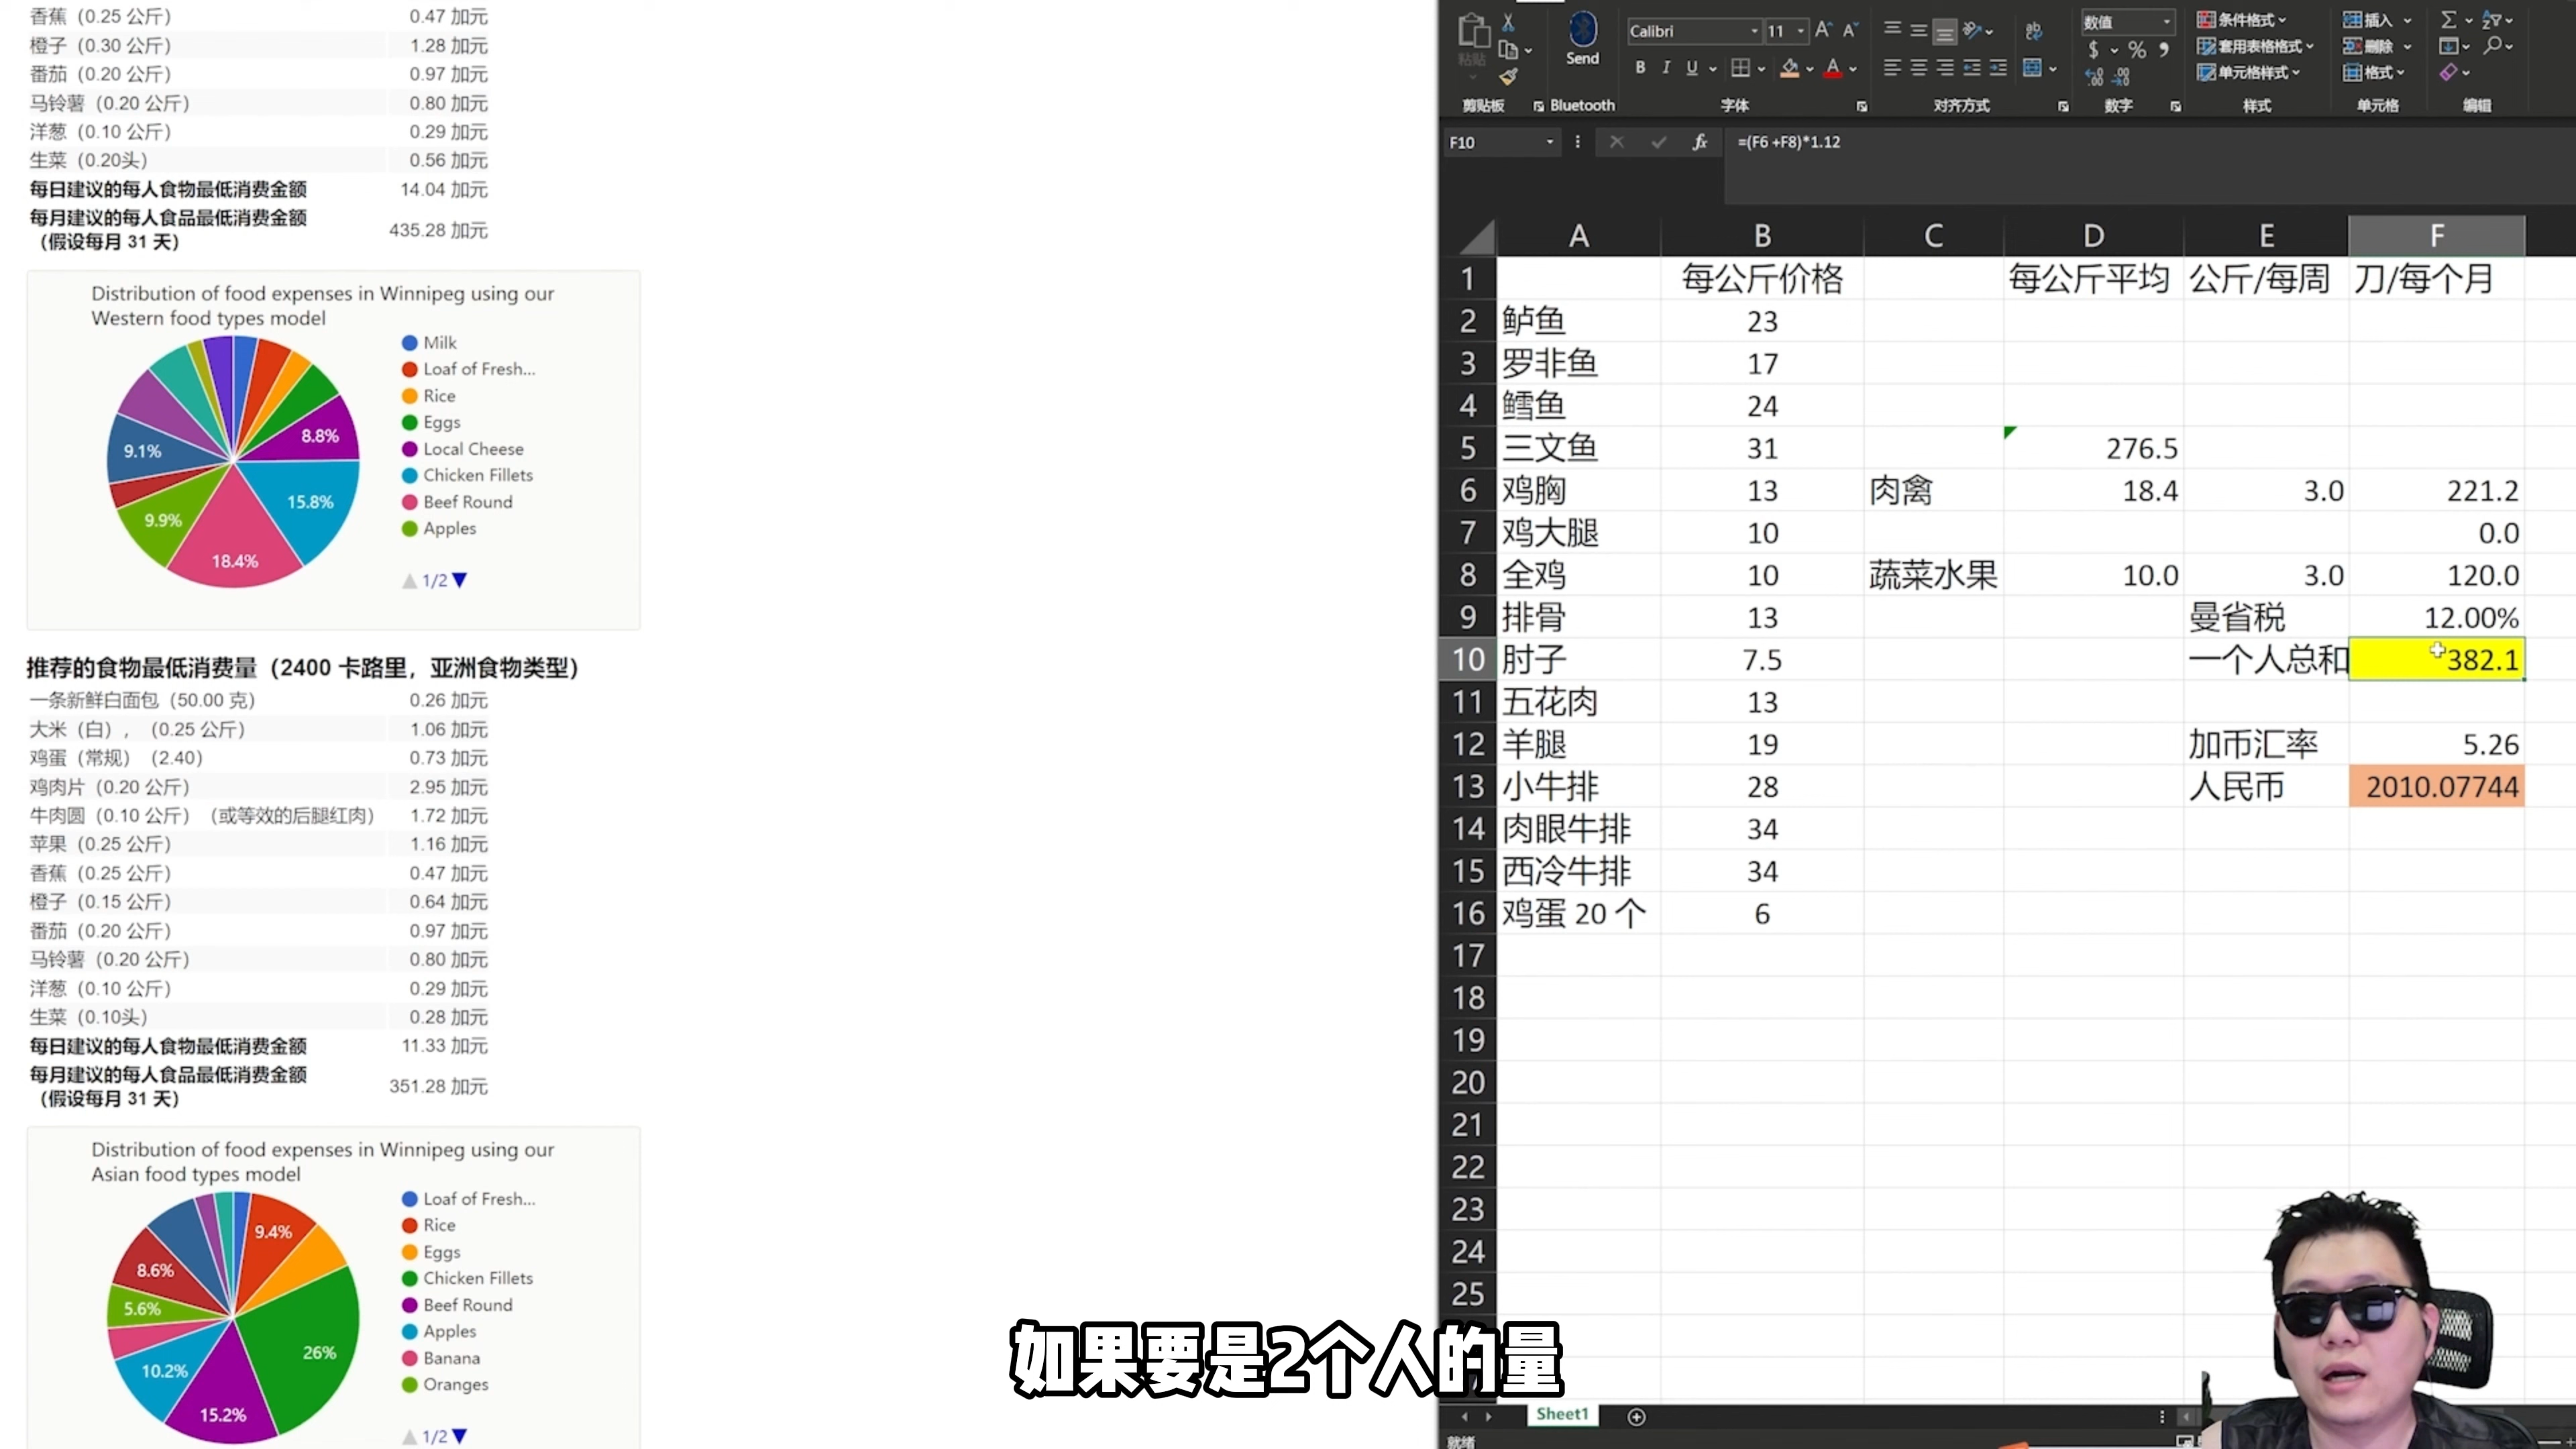 香蕉（0.25 公斤） 0.47 加元
橙子（0.30 公斤） 1.28 加元
番茄（0.20 公斤） 0.97 加元
马铃薯（0.20 公斤） 0.80 加元
洋葱（0.10 公斤） 0.29 加元
生菜（0.20头） 0.56 加元
每日建议的每人食物最低消费金额 14.04 加元
每月建议的每人食品最低消费金额
（假设每月 31 天） 435.28 加元
Distribution of food expenses in Winnipeg using our
Western food types model
Milk
Loaf of Fresh...
Rice
Eggs
Local Cheese
Chicken Fillets
Beef Round
Apples
8.8%
15.8%
18.4%
9.9%
9.1%
1/2
推荐的食物最低消费量（2400 卡路里，亚洲食物类型）
一条新鲜白面包（50.00 克） 0.26 加元
大米（白），（0.25 公斤） 1.06 加元
鸡蛋（常规）（2.40） 0.73 加元
鸡肉片（0.20 公斤） 2.95 加元
牛肉圆（0.10 公斤）（或等效的后腿红肉） 1.72 加元
苹果（0.25 公斤） 1.16 加元
香蕉（0.25 公斤） 0.47 加元
橙子（0.15 公斤） 0.64 加元
番茄（0.20 公斤） 0.97 加元
马铃薯（0.20 公斤） 0.80 加元
洋葱（0.10 公斤） 0.29 加元
生菜（0.10头） 0.28 加元
每日建议的每人食物最低消费金额 11.33 加元
每月建议的每人食品最低消费金额
（假设每月 31 天） 351.28 加元
Distribution of food expenses in Winnipeg using our
Asian food types model
Loaf of Fresh...
Rice
Eggs
Chicken Fillets
Beef Round
Apples
Banana
Oranges
9.4%
26%
15.2%
10.2%
5.6%
8.6%
1/2
粘贴
Send
Calibri 11
B I U
数值
$ %
条件格式
套用表格格式
单元格样式
插入
删除
格式
剪贴板 Bluetooth 字体 对齐方式 数字 样式 单元格 编辑
F10 fx =(F6 +F8)*1.12
A B C D E F
1 每公斤价格 每公斤平均 公斤/每周 刀/每个月
2 鲈鱼 23
3 罗非鱼 17
4 鳕鱼 24
5 三文鱼 31 276.5
6 鸡胸 13 肉禽 18.4 3.0 221.2
7 鸡大腿 10 0.0
8 全鸡 10 蔬菜水果 10.0 3.0 120.0
9 排骨 13 曼省税 12.00%
10 肘子 7.5 一个人总和 382.1
11 五花肉 13
12 羊腿 19 加币汇率 5.26
13 小牛排 28 人民币 2010.07744
14 肉眼牛排 34
15 西冷牛排 34
16 鸡蛋 20 个 6
17
18
19
20
21
22
23
24
25
如果要是2个人的量
Sheet1
就绪